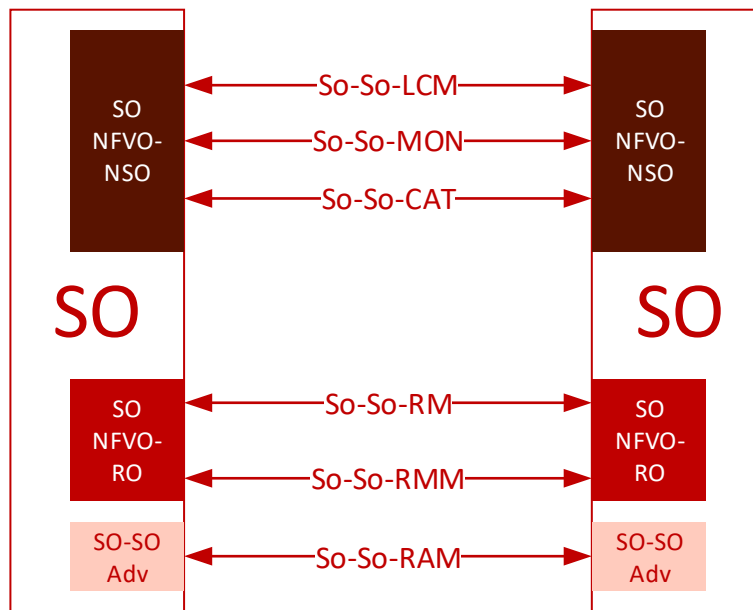 SO
NFVO-
NSO
So-So-LCM
So-So-MON
So-So-CAT
SO
NFVO-
NSO
SO
SO
SO
NFVO-
RO
So-So-RM
So-So-RMM
SO
NFVO-
RO
SO-SO
Adv
So-So-RAM
SO-SO
Adv